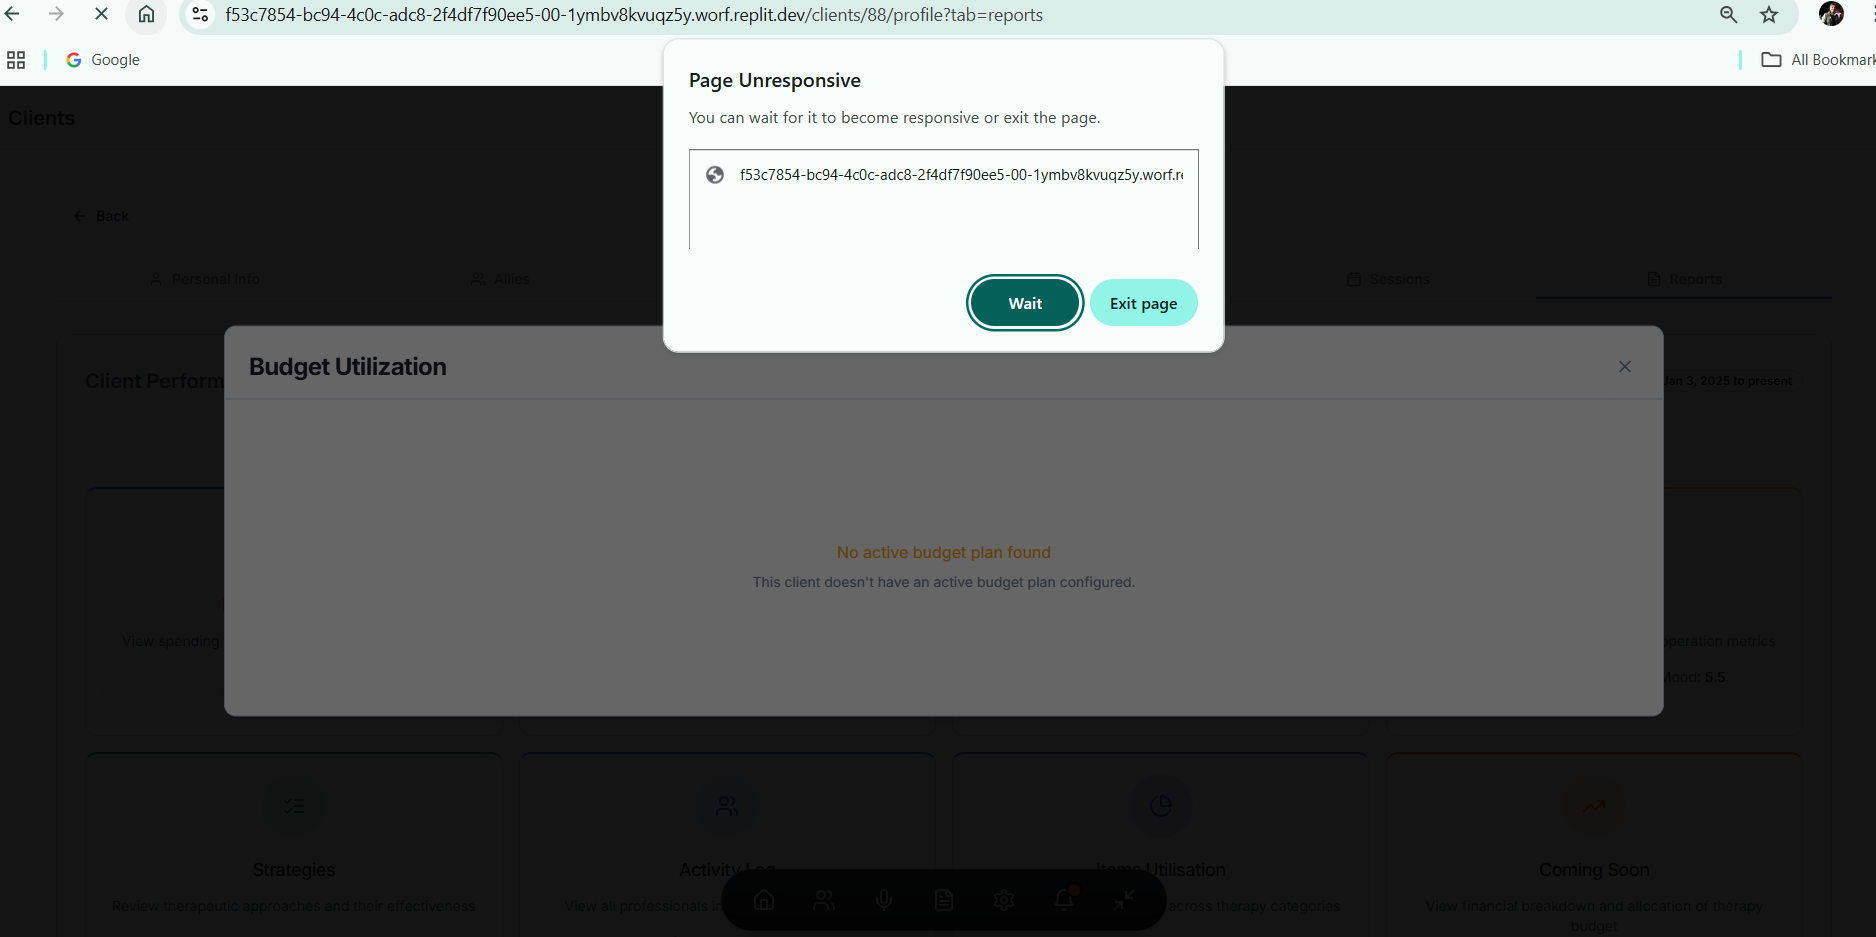 f53c7854-bc94-4c0c-adc8-2f4df7f90ee5-00-1ymbv8kvuqz5y.worf.replit.dev/clients/88/profile?tab=reports
Google
All Bookmark
Page Unresponsive
You can wait for it to become responsive or exit the page.
f53c7854-bc94-4c0c-adc8-2f4df7f90ee5-00-1ymbv8kvuqz5y.worf.re
Wait
Exit page
Clients
Back
Personal Info
Allies
Sessions
Reports
Client Perform
Jan 3, 2025 to present
Budget Utilization
No active budget plan found
This client doesn't have an active budget plan configured.
View spending
operation metrics
Mood: 5.5
Strategies
Review therapeutic approaches and their effectiveness
Activity Log
View all professionals in
Items Utilisation
across therapy categories
Coming Soon
View financial breakdown and allocation of therapy
budget